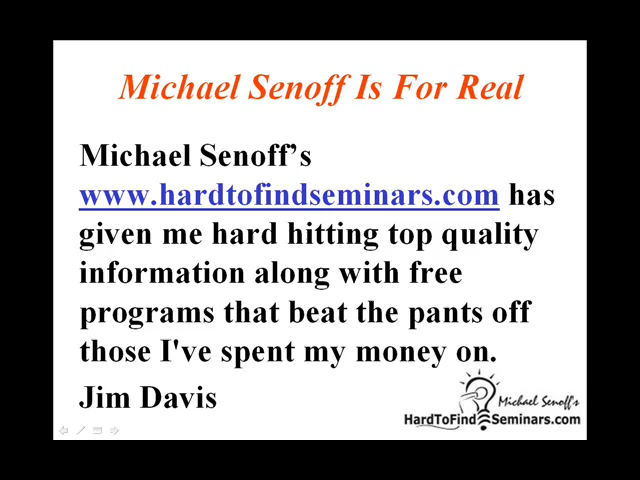 Michael Senoff Is For Real
Michael Senoff’s
www.hardtofindseminars.com has
given me hard hitting top quality
information along with free
programs that beat the pants off
those I've spent my money on.
Jim Davis
Michael Senoff's
HardToFindSeminars.com